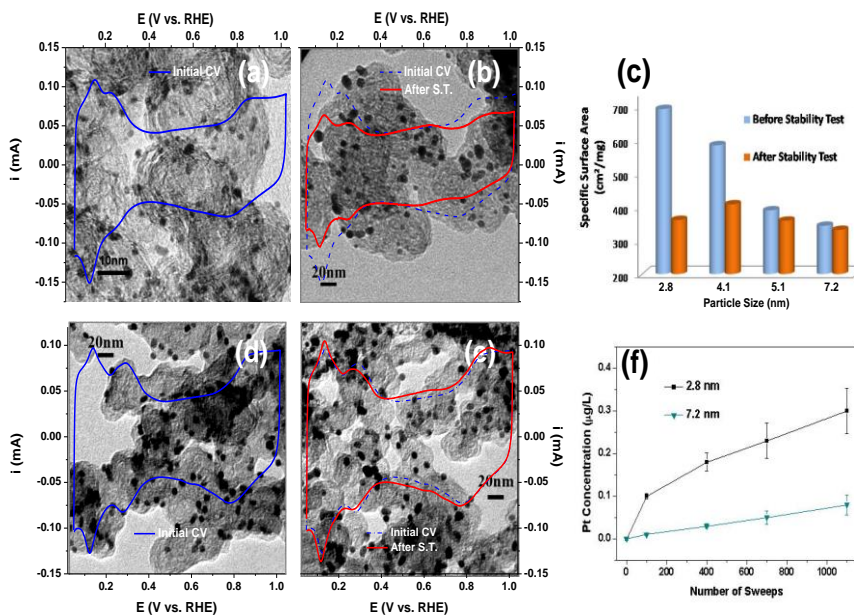 E (V vs. RHE)
0.2 0.4 0.6 0.8 1.0
0.15
0.10
0.05
0.00
-0.05
-0.10
-0.15
i (mA)
(a)
Initial CV
10nm
E (V vs. RHE)
0.2 0.4 0.6 0.8 1.0
0.15
0.10
0.05
0.00
-0.05
-0.10
-0.15
i (mA)
(b)
Initial CV
After S.T.
20nm
(c)
Specific Surface Area
(cm²/mg)
700
600
500
400
300
200
Before Stability Test
After Stability Test
2.8 4.1 5.1 7.2
Particle Size (nm)
0.10
0.05
0.00
-0.05
-0.10
-0.15
i (mA)
20nm
(d)
Initial CV
0.2 0.4 0.6 0.8 1.0
E (V vs. RHE)
(e)
20nm
Initial CV
After S.T.
0.10
0.05
0.00
-0.05
-0.10
-0.15
i (mA)
0.2 0.4 0.6 0.8 1.0
E (V vs. RHE)
(f)
2.8 nm
7.2 nm
Pt Concentration (µg/L)
0.3
0.2
0.1
0.0
0 200 400 600 800 1000
Number of Sweeps